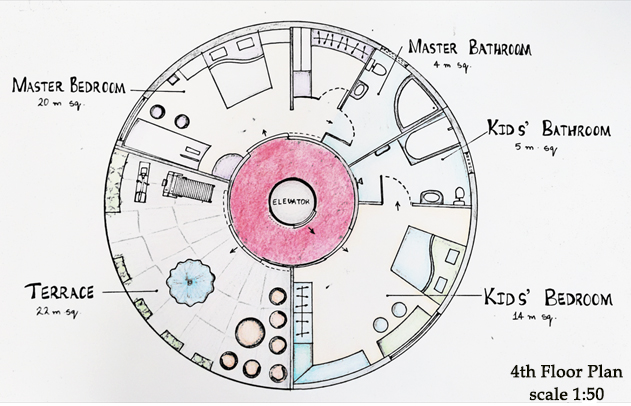 MASTER BATHROOM
4 m sq.
MASTER BEDROOM
20 m sq.
KIDS' BATHROOM
5 m sq.
ELEVATOR
TERRACE
22 m sq.
KIDS' BEDROOM
14 m sq.
4th Floor Plan
scale 1:50